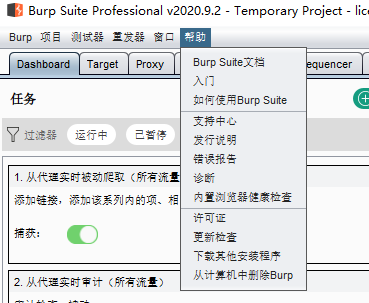 Burp Suite Professional v2020.9.2 - Temporary Project - lice
Burp 项目 测试器 重发器 窗口 帮助
Dashboard Target Proxy equencer
任务
过滤器 运行中 已暂停
1. 从代理实时被动爬取（所有流量
添加链接，添加该系列内的项、相
捕获：
2. 从代理实时审计（所有流量）
Burp Suite文档
入门
如何使用Burp Suite
支持中心
发行说明
错误报告
诊断
内置浏览器健康检查
许可证
更新检查
下载其他安装程序
从计算机中删除Burp